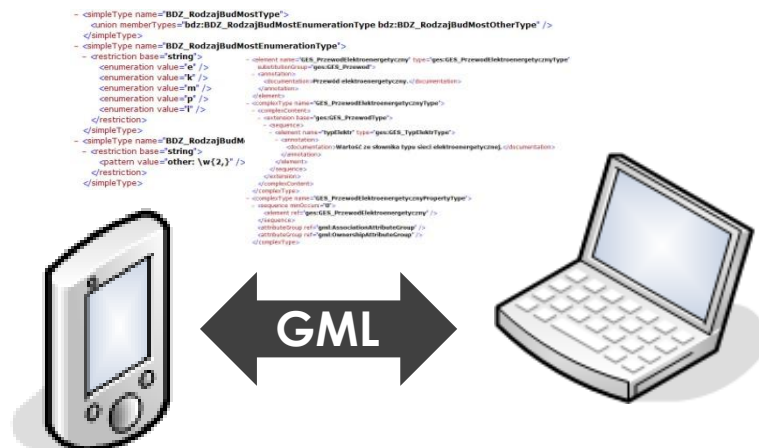 - <simpleType name="BDZ_RodzajBudMostType">
<union memberTypes="bdz:BDZ_RodzajBudMostEnumerationType bdz:BDZ_RodzajBudMostOtherType" />
</simpleType>
- <simpleType name="BDZ_RodzajBudMostEnumerationType">
- <restriction base="string">
<enumeration value="e" />
<enumeration value="k" />
<enumeration value="m" />
<enumeration value="p" />
<enumeration value="i" />
</restriction>
</simpleType>
- <simpleType name="BDZ_RodzajBudM
- <restriction base="string">
<pattern value="other: \w{2,}" />
</restriction>
</simpleType>
- <element name="GES_PrzewodElektroenergetyczny" type="ges:GES_PrzewodElektroenergetycznyType"
substitutionGroup="ges:GES_Przewod">
- <annotation>
<documentation>Przewód elektroenergetyczny.</documentation>
</annotation>
</element>
- <complexType name="GES_PrzewodElektroenergetycznyType">
- <complexContent>
- <extension base="ges:GES_PrzewodType">
- <sequence>
- <element name="typElektr" type="ges:GES_TypElektrType">
- <annotation>
<documentation>Wartość ze słownika typu sieci elektroenergetycznej.</documentation>
</annotation>
</element>
</sequence>
</extension>
</complexContent>
</complexType>
- <complexType name="GES_PrzewodElektroenergetycznyPropertyType">
- <sequence minOccurs="0">
<element ref="ges:GES_PrzewodElektroenergetyczny" />
</sequence>
<attributeGroup ref="gml:AssociationAttributeGroup" />
<attributeGroup ref="gml:OwnershipAttributeGroup" />
</complexType>
GML